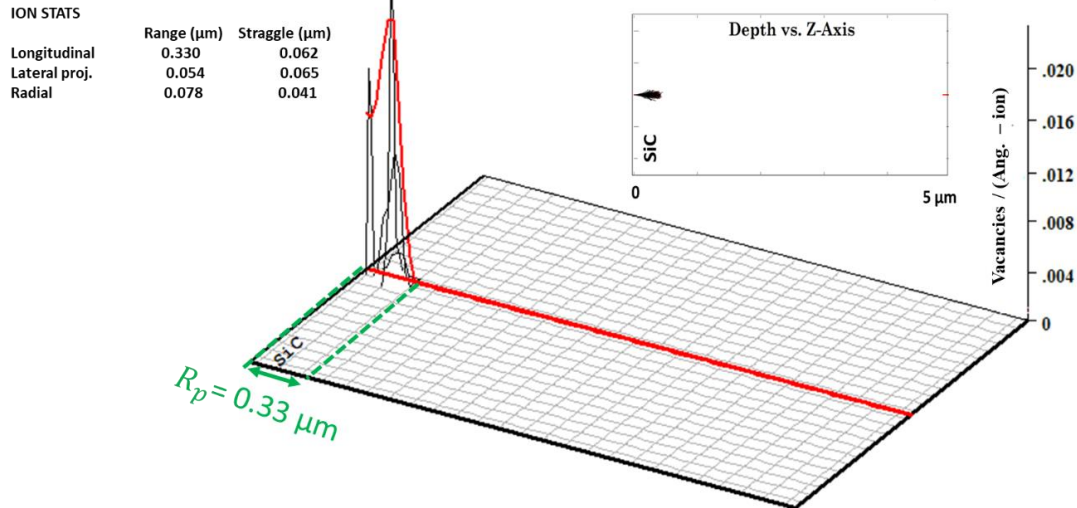 ION STATS
Range (µm) Straggle (µm)
Longitudinal 0.330 0.062
Lateral proj. 0.054 0.065
Radial 0.078 0.041
Depth vs. Z-Axis
SiC
0 5 µm
Vacancies / (Ang. – ion)
.020
.016
.012
.008
.004
0
SiC
Rₚ = 0.33 µm